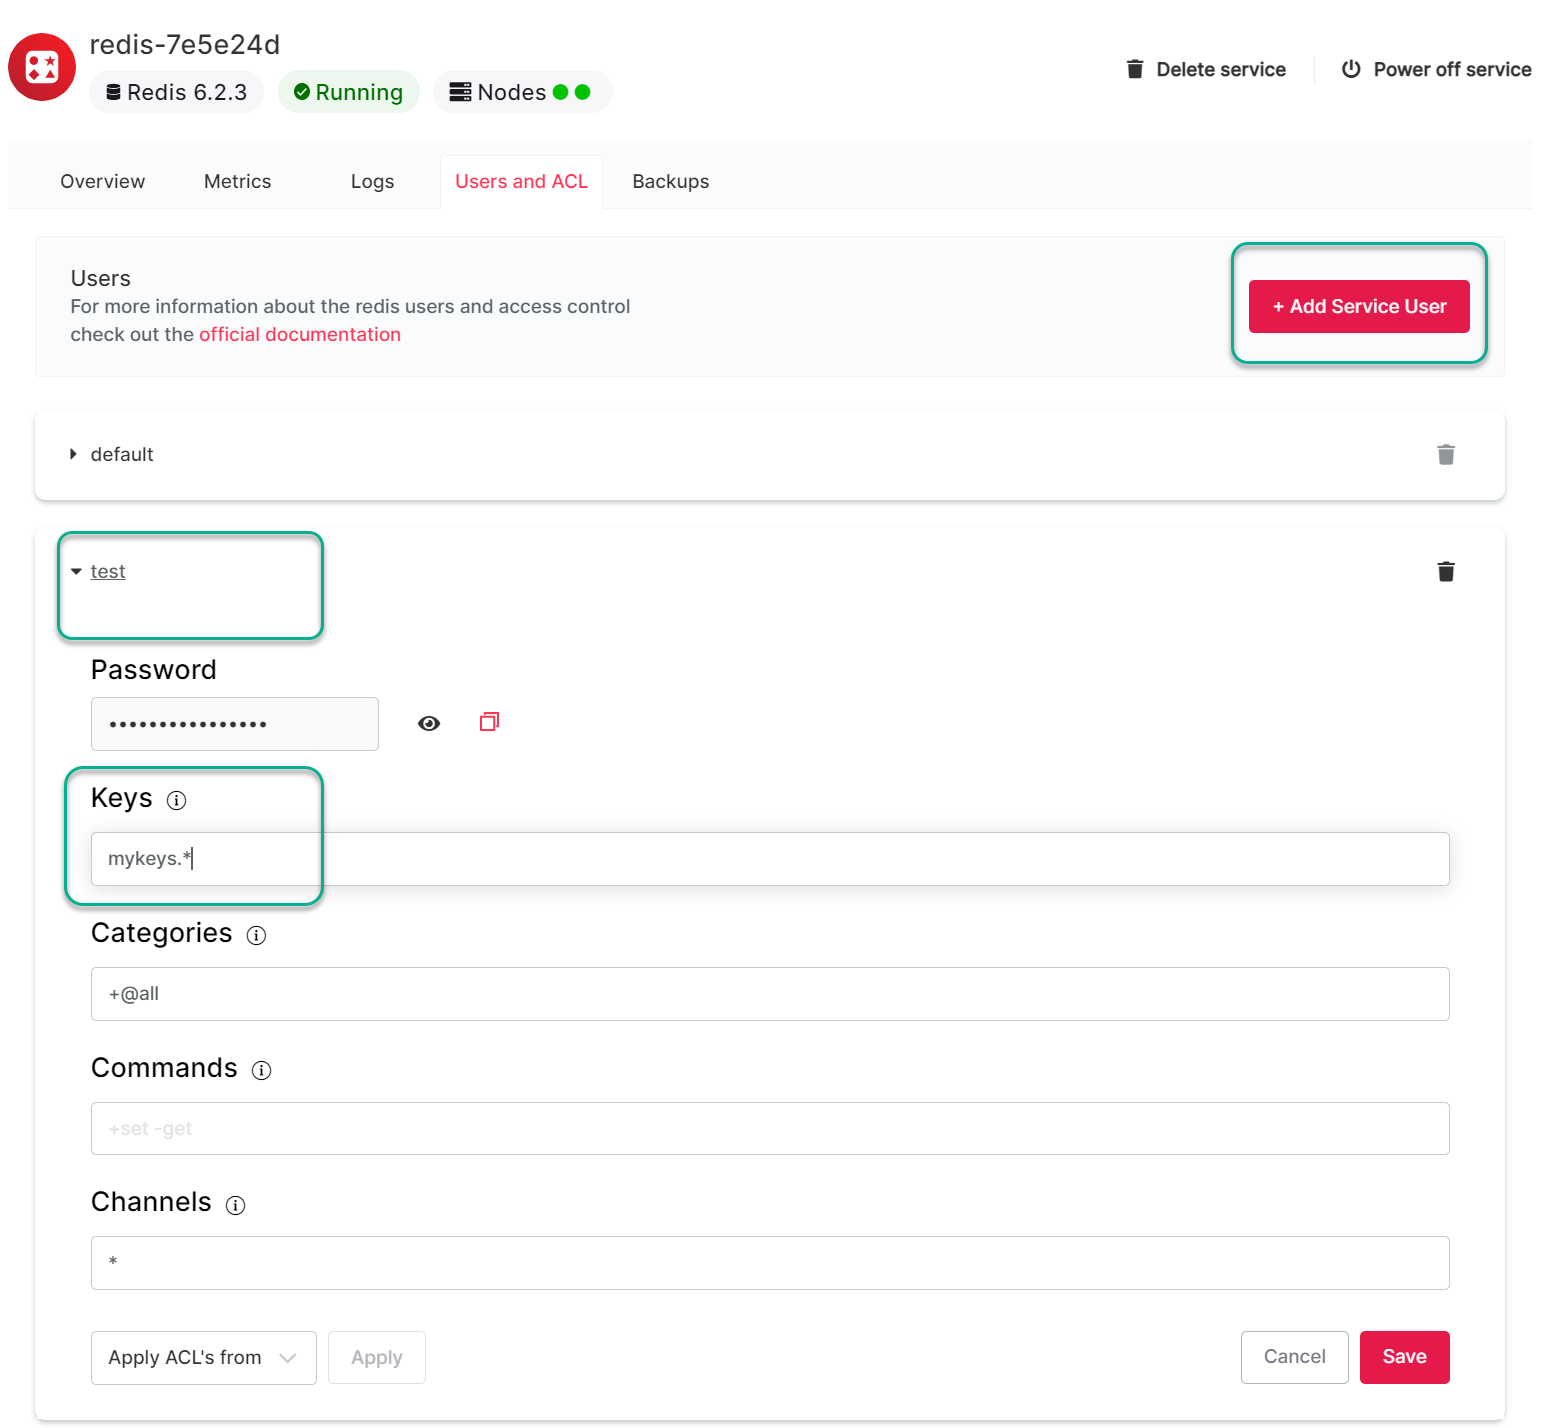 redis-7e5e24d
Redis 6.2.3 Running Nodes
Delete service Power off service
Overview Metrics Logs Users and ACL Backups
Users
For more information about the redis users and access control
check out the official documentation
+ Add Service User
default
test
Password
••••••••••••••••
Keys
mykeys.*
Categories
+@all
Commands
+set -get
Channels
*
Apply ACL's from Apply Cancel Save